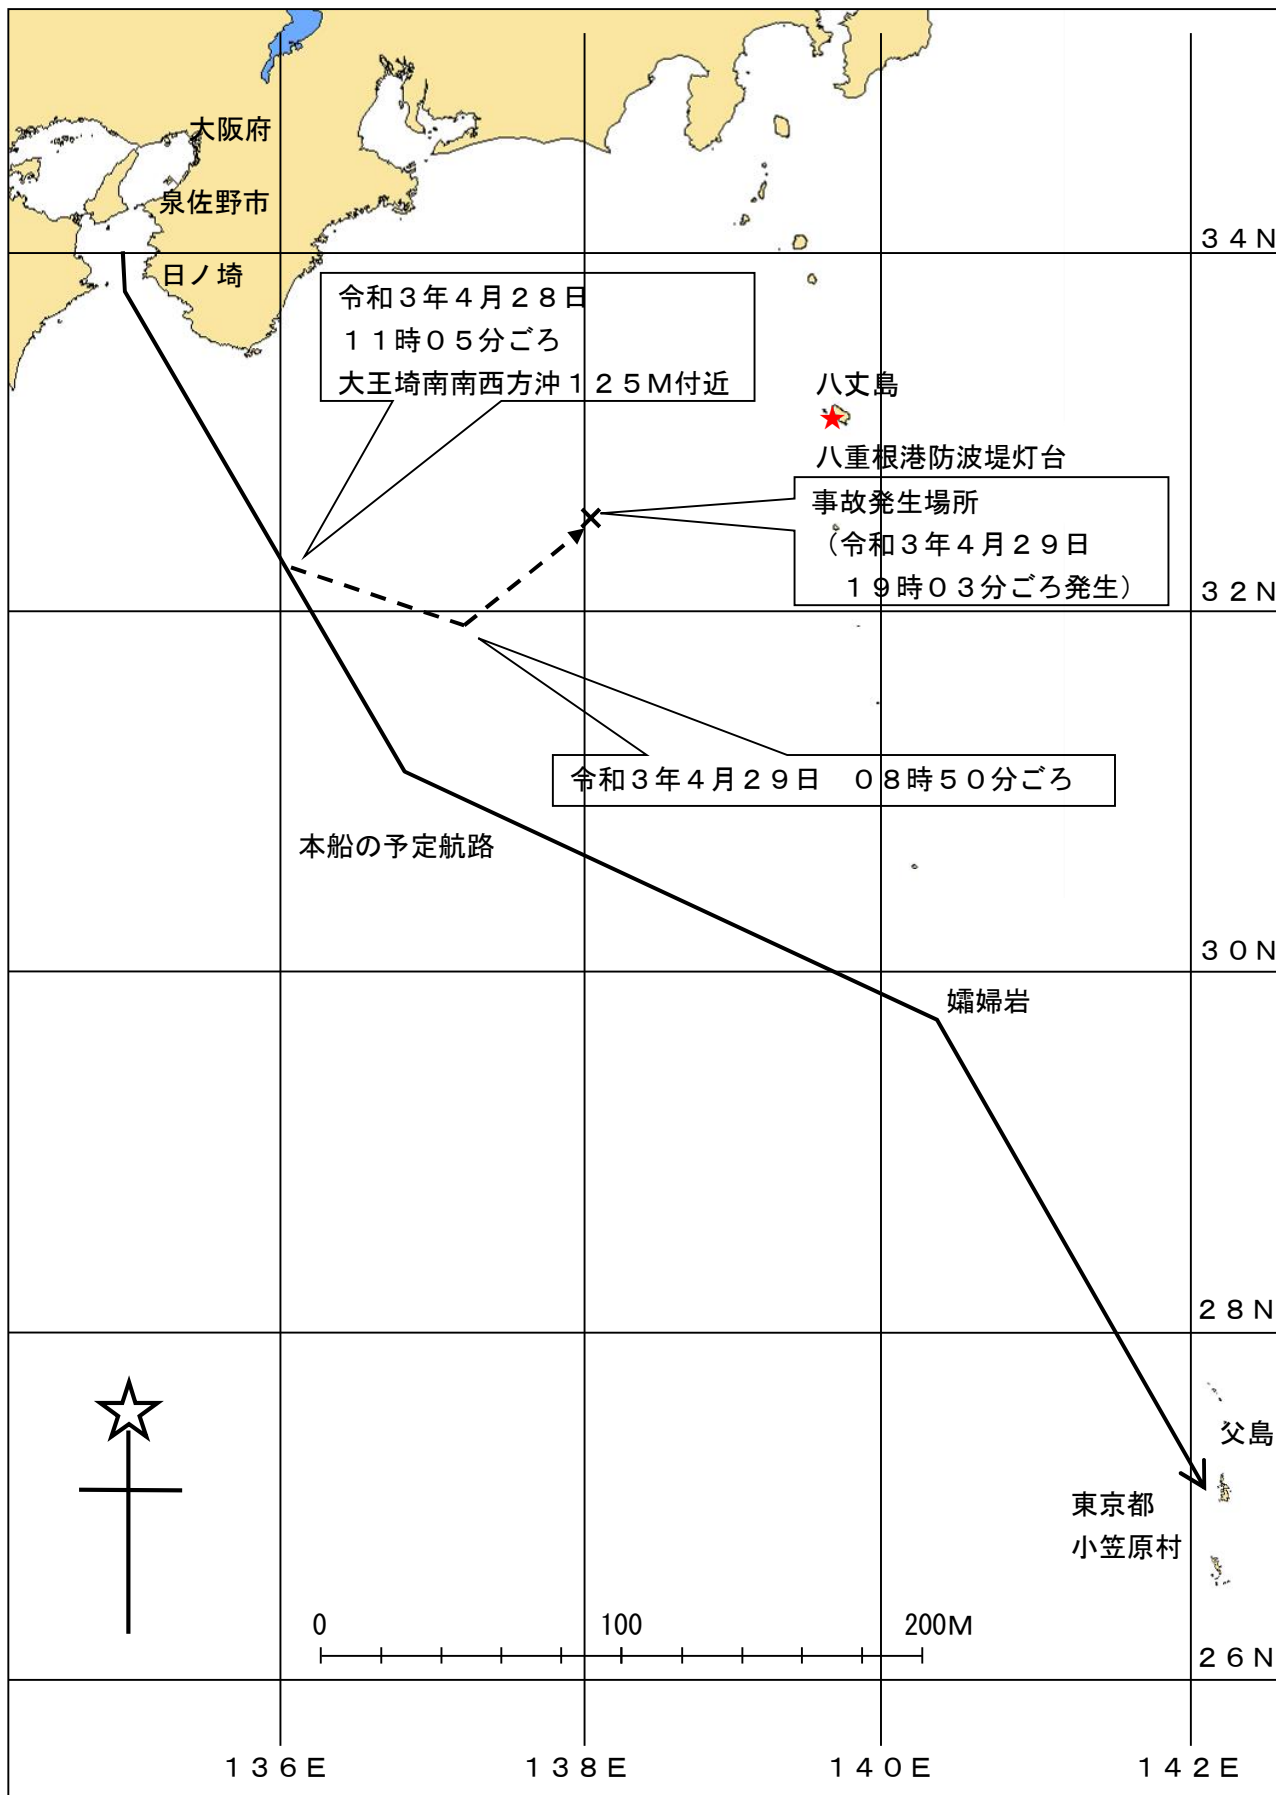 大阪府
泉佐野市
３４Ｎ
日ノ埼
令和３年４月２８日
１１時０５分ごろ
大王埼南南西方沖１２５Ｍ付近
八丈島
八重根港防波堤灯台
事故発生場所
（令和３年４月２９日
１９時０３分ごろ発生）
３２Ｎ
令和３年４月２９日　０８時５０分ごろ
本船の予定航路
３０Ｎ
孀婦岩
２８Ｎ
父島
東京都
小笠原村
0 100 200M
２６Ｎ
１３６Ｅ １３８Ｅ １４０Ｅ １４２Ｅ